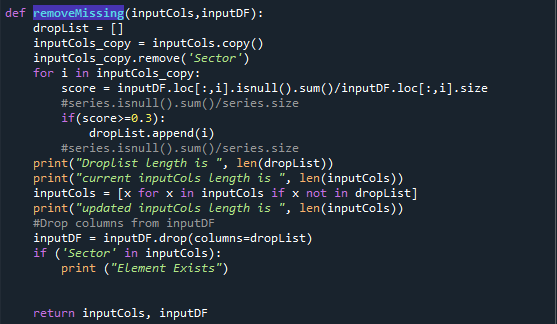 def removeMissing(inputCols,inputDF):
    dropList = []
    inputCols_copy = inputCols.copy()
    inputCols_copy.remove('Sector')
    for i in inputCols_copy:
        score = inputDF.loc[:,i].isnull().sum()/inputDF.loc[:,i].size
        #series.isnull().sum()/series.size
        if(score>=0.3):
            dropList.append(i)
        #series.isnull().sum()/series.size
    print("Droplist length is ", len(dropList))
    print("current inputCols length is ", len(inputCols))
    inputCols = [x for x in inputCols if x not in dropList]
    print("updated inputCols length is ", len(inputCols))
    #Drop columns from inputDF
    inputDF = inputDF.drop(columns=dropList)
    if ('Sector' in inputCols):
        print ("Element Exists")
    return inputCols, inputDF